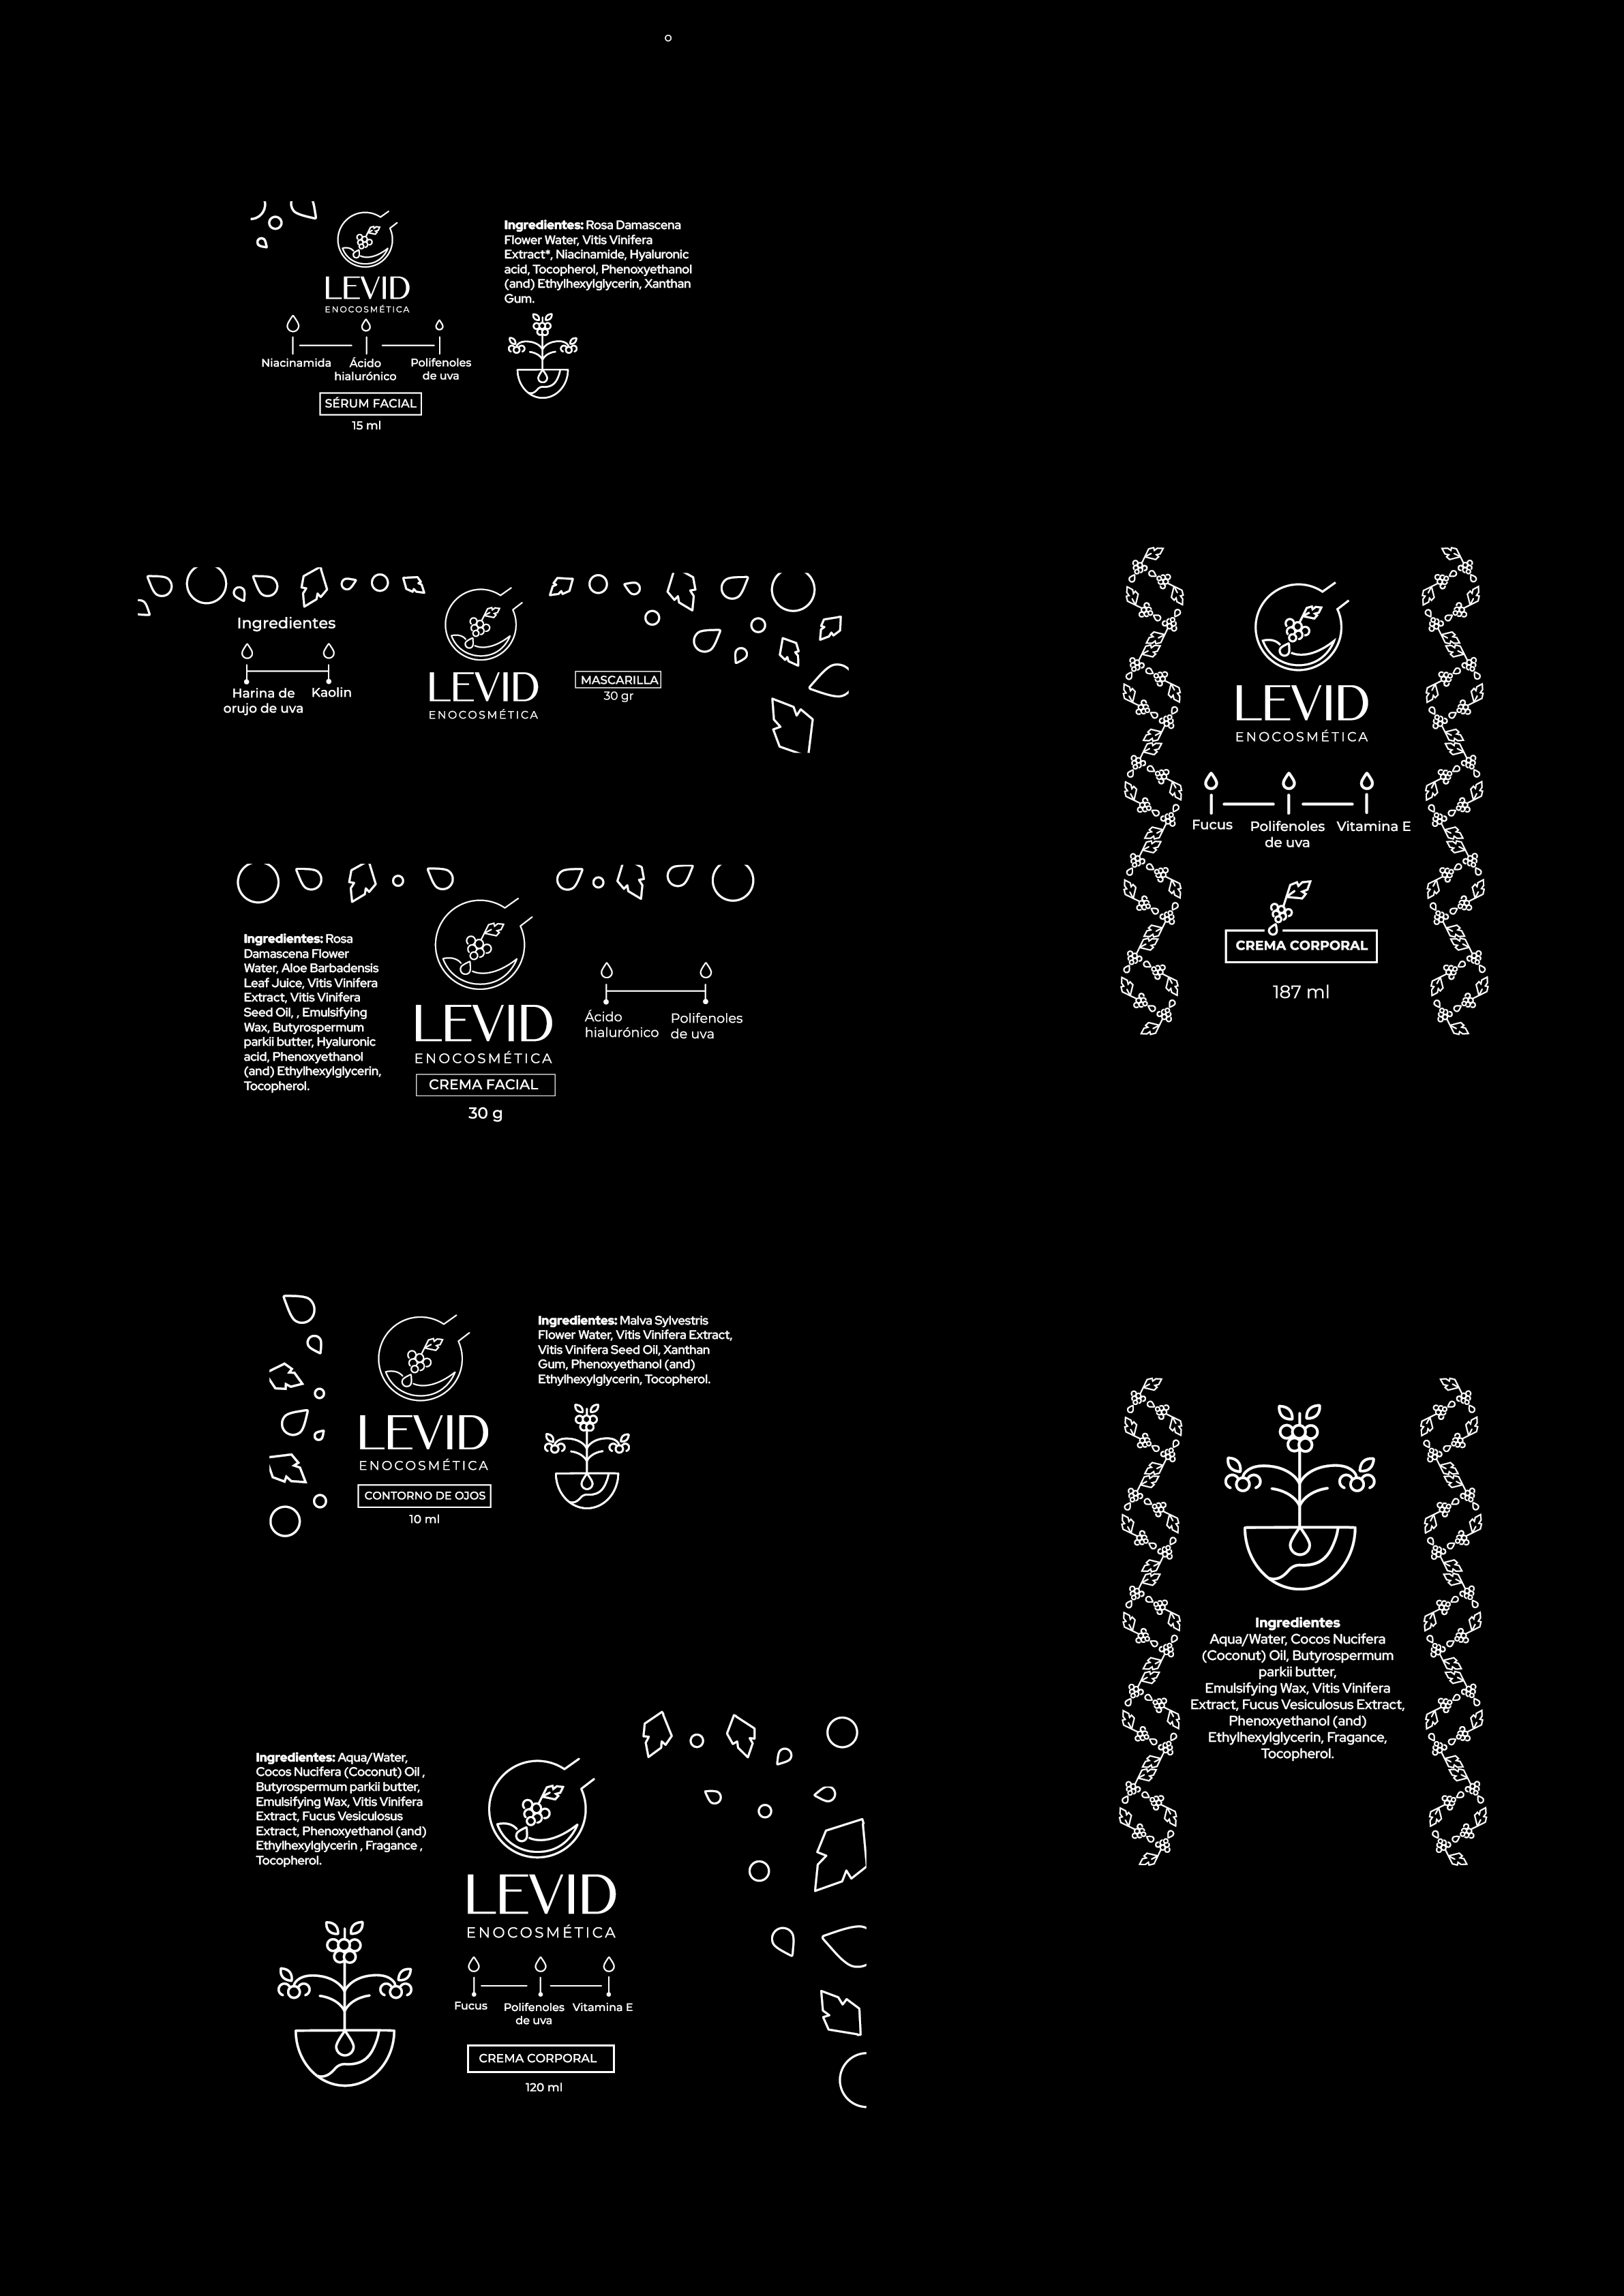 LEVID
ENOCOSMÉTICA
Niacinamida
Ácido
hialurónico
Polifenoles
de uva
SÉRUM FACIAL
15 ml
Ingredientes: Rosa Damascena
Flower Water, Vitis Vinifera
Extract*, Niacinamide, Hyaluronic
acid, Tocopherol, Phenoxyethanol
(and) Ethylhexylglycerin, Xanthan
Gum.
Ingredientes
Harina de
orujo de uva
Kaolin
LEVID
ENOCOSMÉTICA
MASCARILLA
30 gr
Ingredientes: Rosa
Damascena Flower
Water, Aloe Barbadensis
Leaf Juice, Vitis Vinifera
Extract, Vitis Vinifera
Seed Oil, , Emulsifying
Wax, Butyrospermum
parkii butter, Hyaluronic
acid, Phenoxyethanol
(and) Ethylhexylglycerin,
Tocopherol.
LEVID
ENOCOSMÉTICA
CREMA FACIAL
30 g
Ácido
hialurónico
Polifenoles
de uva
LEVID
ENOCOSMÉTICA
Fucus
Polifenoles
de uva
Vitamina E
CREMA CORPORAL
187 ml
LEVID
ENOCOSMÉTICA
CONTORNO DE OJOS
10 ml
Ingredientes: Malva Sylvestris
Flower Water, Vitis Vinifera Extract,
Vitis Vinifera Seed Oil, Xanthan
Gum, Phenoxyethanol (and)
Ethylhexylglycerin, Tocopherol.
Ingredientes
Aqua/Water, Cocos Nucifera
(Coconut) Oil, Butyrospermum
parkii butter,
Emulsifying Wax, Vitis Vinifera
Extract, Fucus Vesiculosus Extract,
Phenoxyethanol (and)
Ethylhexylglycerin, Fragance,
Tocopherol.
Ingredientes: Aqua/Water,
Cocos Nucifera (Coconut) Oil ,
Butyrospermum parkii butter,
Emulsifying Wax, Vitis Vinifera
Extract, Fucus Vesiculosus
Extract, Phenoxyethanol (and)
Ethylhexylglycerin , Fragance ,
Tocopherol.
LEVID
ENOCOSMÉTICA
Fucus
Polifenoles
de uva
Vitamina E
CREMA CORPORAL
120 ml